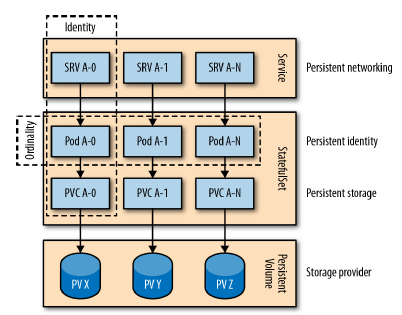 Identity
SRV A-0
SRV A-1
SRV A-N
Service
Persistent networking
Ordinality
Pod A-0
Pod A-1
Pod A-N
Persistent identity
StatefulSet
PVC A-0
PVC A-1
PVC A-N
Persistent storage
PV X
PV Y
PV Z
Persistent
Volume
Storage provider